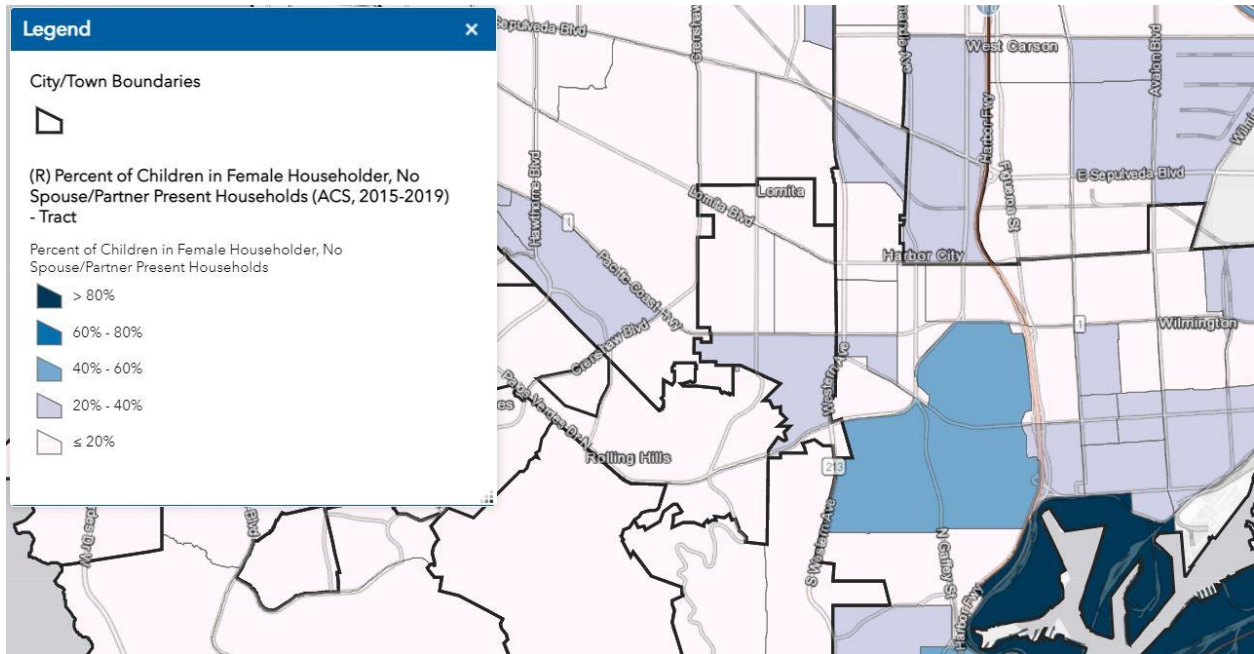 Legend
City/Town Boundaries
(R) Percent of Children in Female Householder, No
Spouse/Partner Present Households (ACS, 2015-2019)
- Tract
Percent of Children in Female Householder, No
Spouse/Partner Present Households
> 80%
60% - 80%
40% - 60%
20% - 40%
≤ 20%
Sepulveda Blvd
Crenshaw
West Carson
Avalon Blvd
Harbor Fwy
Figueroa St
E Sepulveda Blvd
Hawthorne Blvd
1
Lomita
Lomita Blvd
Harbor City
Pacific Coast Hwy
Crenshaw Blvd
1
Wilmington
Western Ave
Palos Verdes Dr N
es
Rolling Hills
213
S Western Ave
N Gaffey St
Harbor Fwy
Blvd